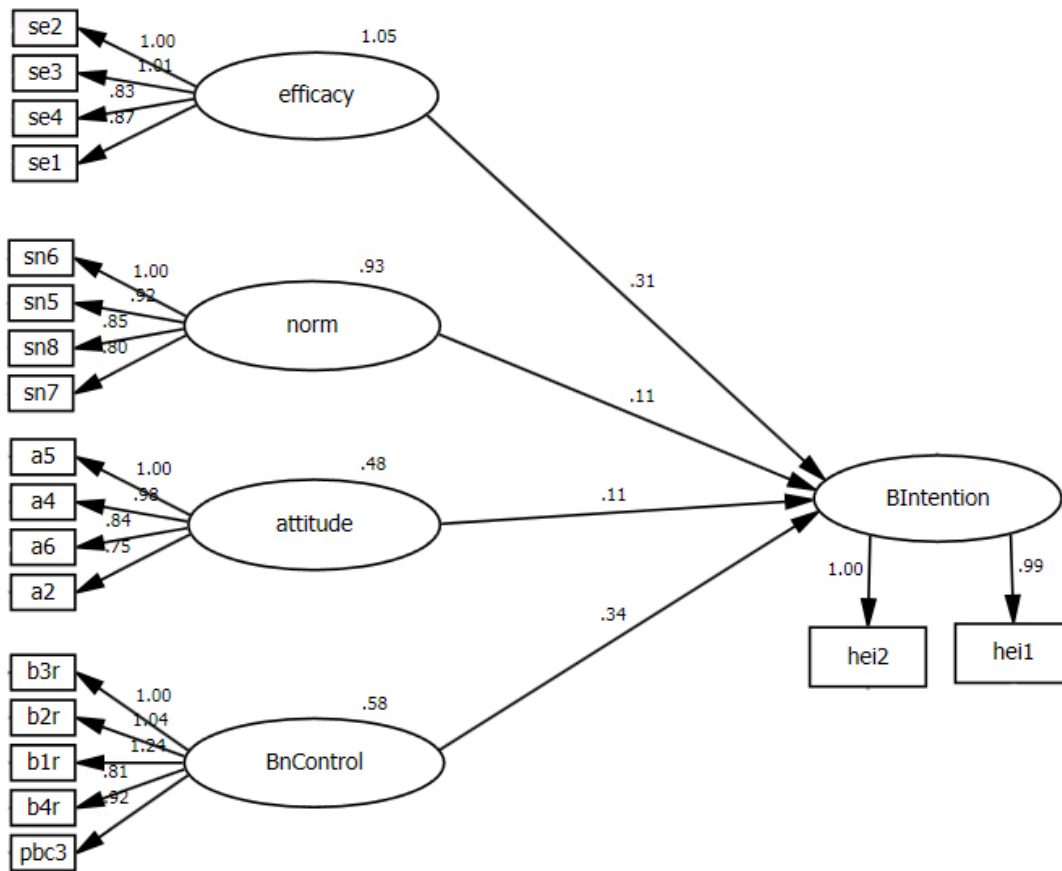 se2
1.00
1.05
se3
1.01
efficacy
.83
se4
.87
se1
.31
sn6
1.00
.93
sn5
.92
norm
.85
sn8
.80
sn7
.11
a5
1.00
.48
a4
.98
.11
BIntention
attitude
.84
a6
.75
a2
1.00
.99
.34
hei2
hei1
b3r
1.00
.58
b2r
1.04
1.24
b1r
BnControl
.81
b4r
.92
pbc3